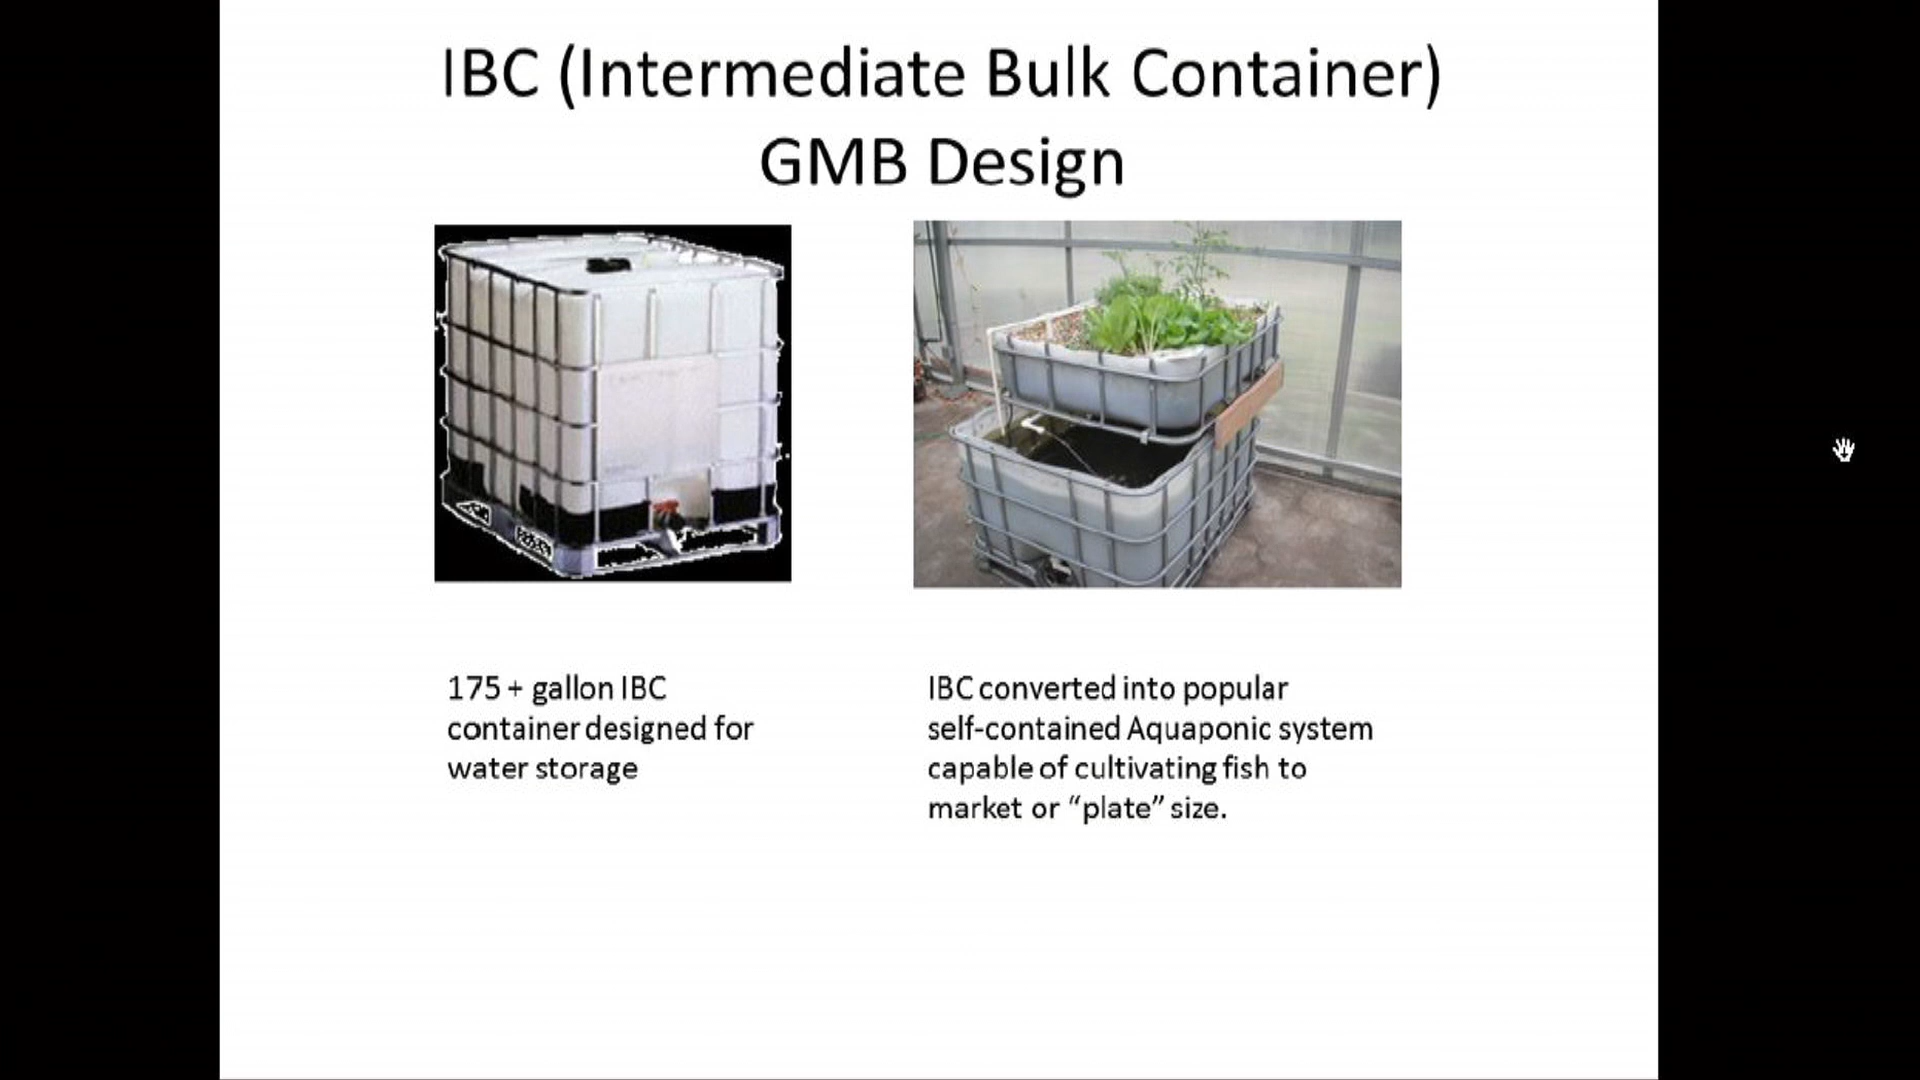 IBC (Intermediate Bulk Container)
GMB Design
175 + gallon IBC
container designed for
water storage
IBC converted into popular
self-contained Aquaponic system
capable of cultivating fish to
market or “plate” size.